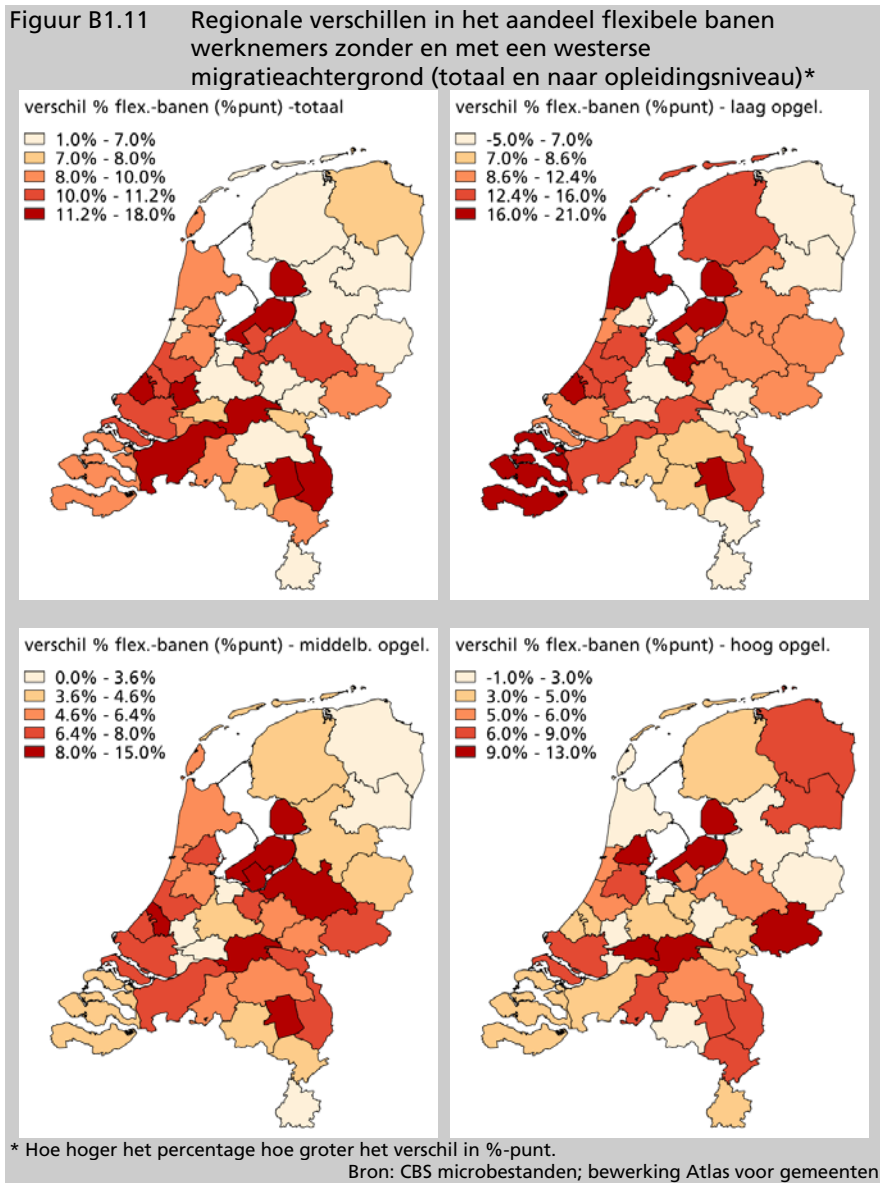 Figuur B1.11 Regionale verschillen in het aandeel flexibele banen
werknemers zonder en met een westerse
migratieachtergrond (totaal en naar opleidingsniveau)*
verschil % flex.-banen (%punt) -totaal
1.0% - 7.0%
7.0% - 8.0%
8.0% - 10.0%
10.0% - 11.2%
11.2% - 18.0%
verschil % flex.-banen (%punt) - laag opgel.
-5.0% - 7.0%
7.0% - 8.6%
8.6% - 12.4%
12.4% - 16.0%
16.0% - 21.0%
verschil % flex.-banen (%punt) - middelb. opgel.
0.0% - 3.6%
3.6% - 4.6%
4.6% - 6.4%
6.4% - 8.0%
8.0% - 15.0%
verschil % flex.-banen (%punt) - hoog opgel.
-1.0% - 3.0%
3.0% - 5.0%
5.0% - 6.0%
6.0% - 9.0%
9.0% - 13.0%
* Hoe hoger het percentage hoe groter het verschil in %-punt.
Bron: CBS microbestanden; bewerking Atlas voor gemeenten